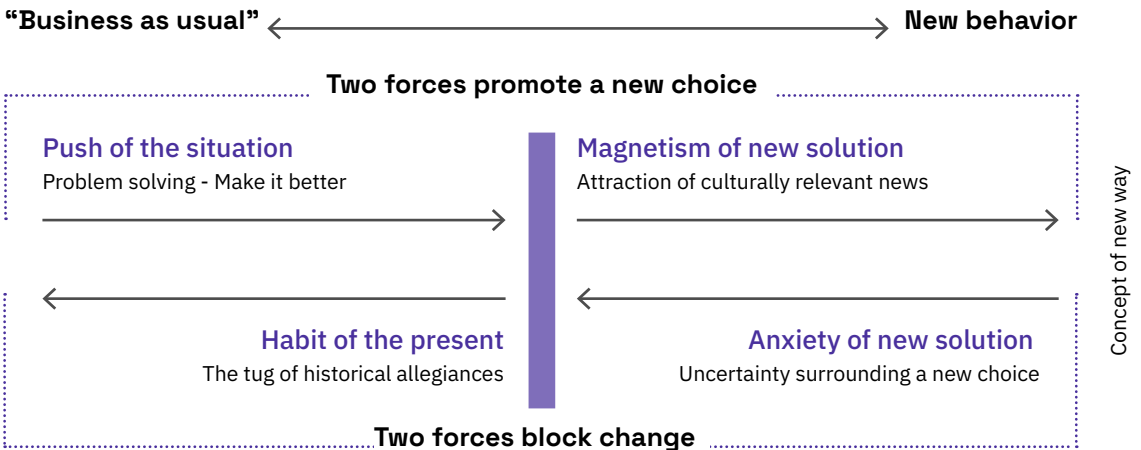 “Business as usual”
New behavior
Two forces promote a new choice
Push of the situation
Problem solving - Make it better
Magnetism of new solution
Attraction of culturally relevant news
Concept of new way
Habit of the present
The tug of historical allegiances
Anxiety of new solution
Uncertainty surrounding a new choice
Two forces block change